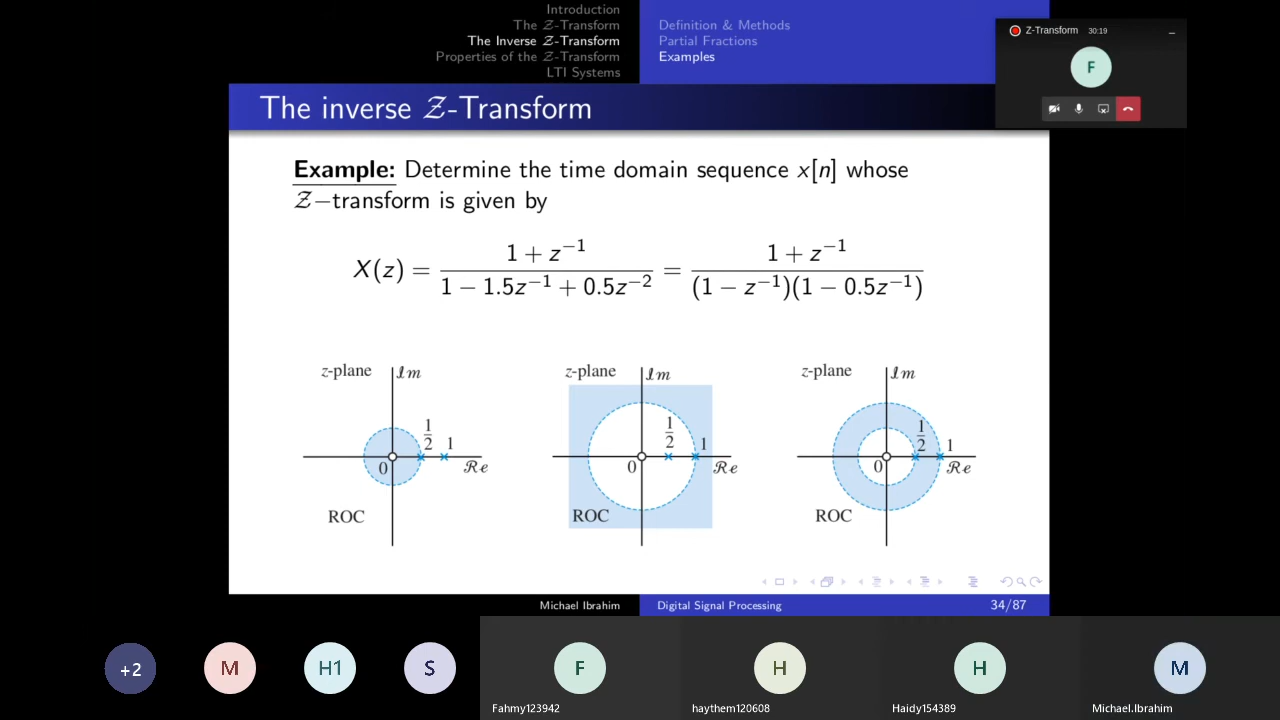 Introduction
The Z-Transform
The Inverse Z-Transform
Properties of the Z-Transform
LTI Systems
Definition & Methods
Partial Fractions
Examples
Z-Transform 30:19
F
The inverse Z-Transform
Example: Determine the time domain sequence x[n] whose
Z−transform is given by
X(z) = (1 + z⁻¹)/(1 − 1.5z⁻¹ + 0.5z⁻²) = (1 + z⁻¹)/((1 − z⁻¹)(1 − 0.5z⁻¹))
z-plane Im
1/2 1
0 Re
ROC
z-plane Im
1/2 1
0 Re
ROC
z-plane Im
1/2 1
0 Re
ROC
Michael Ibrahim Digital Signal Processing 34/87
+2 M H1 S F H H M
Fahmy123942 haythem120608 Haidy154389 Michael.Ibrahim